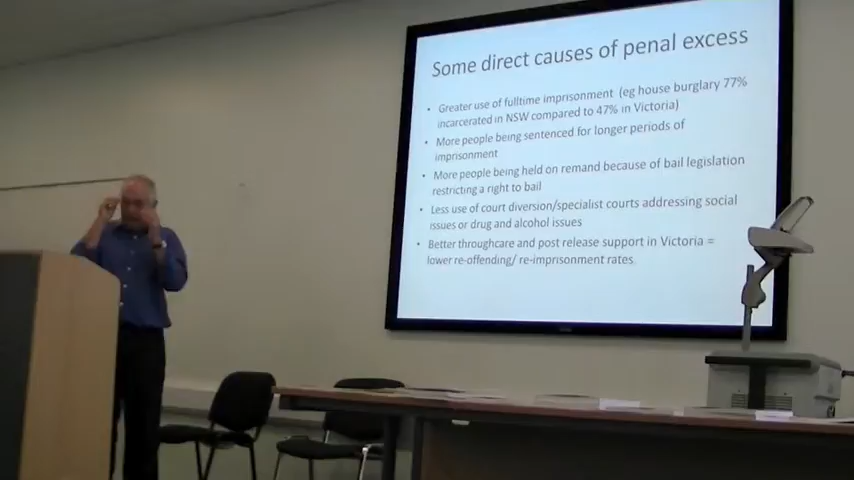 Some direct causes of penal excess
• Greater use of fulltime imprisonment (eg house burglary 77%
incarcerated in NSW compared to 47% in Victoria)
• More people being sentenced for longer periods of
imprisonment
• More people being held on remand because of bail legislation
restricting a right to bail
• Less use of court diversion/specialist courts addressing social
issues or drug and alcohol issues
• Better throughcare and post release support in Victoria =
lower re-offending/ re-imprisonment rates